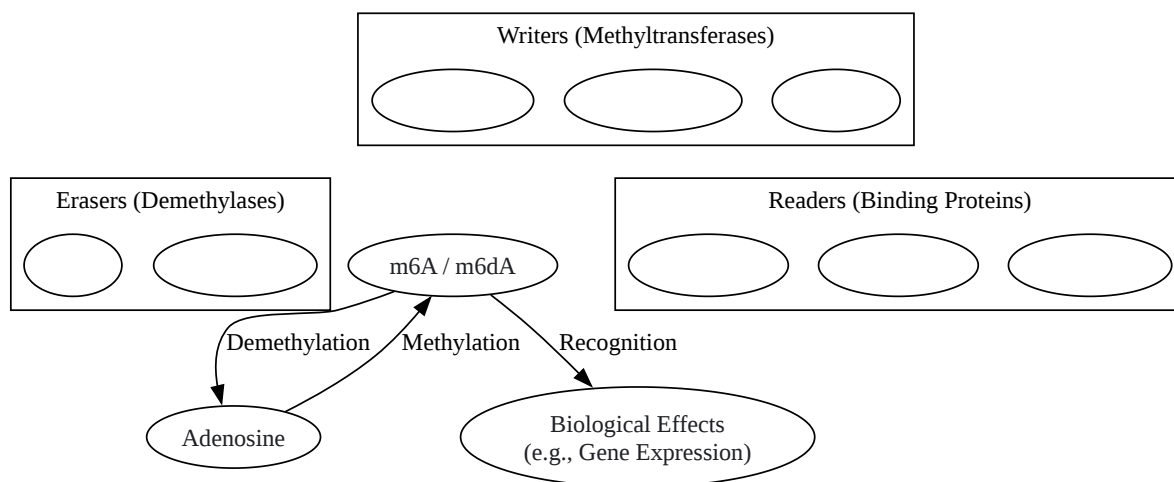 Writers (Methyltransferases)
Erasers (Demethylases)
Readers (Binding Proteins)
m6A / m6dA
Demethylation
Methylation
Recognition
Adenosine
Biological Effects
(e.g., Gene Expression)